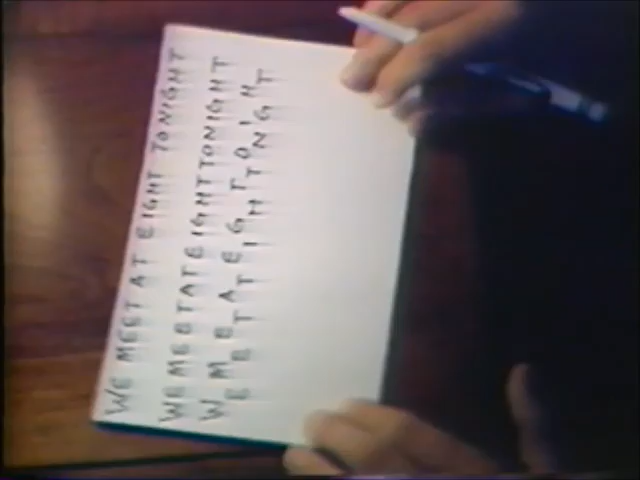 WE MEET AT EIGHT TONIGHT
WEMEETATEIGHTTONIGHT
W M E A E G T O I H
E E T T I H T N G T